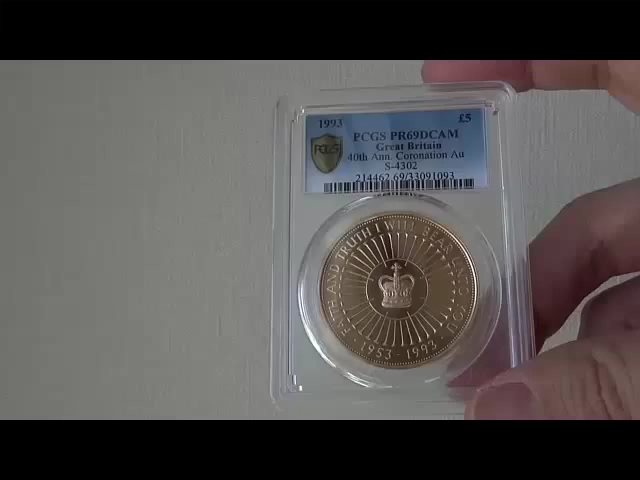 1993 £5
PCGS PR69DCAM
Great Britain
40th Ann. Coronation Au
S-4302
214462.69/33091093
PCGS
FAITH AND TRUTH I WILL BEAR UNTO YOU
· 1953 - 1993 ·